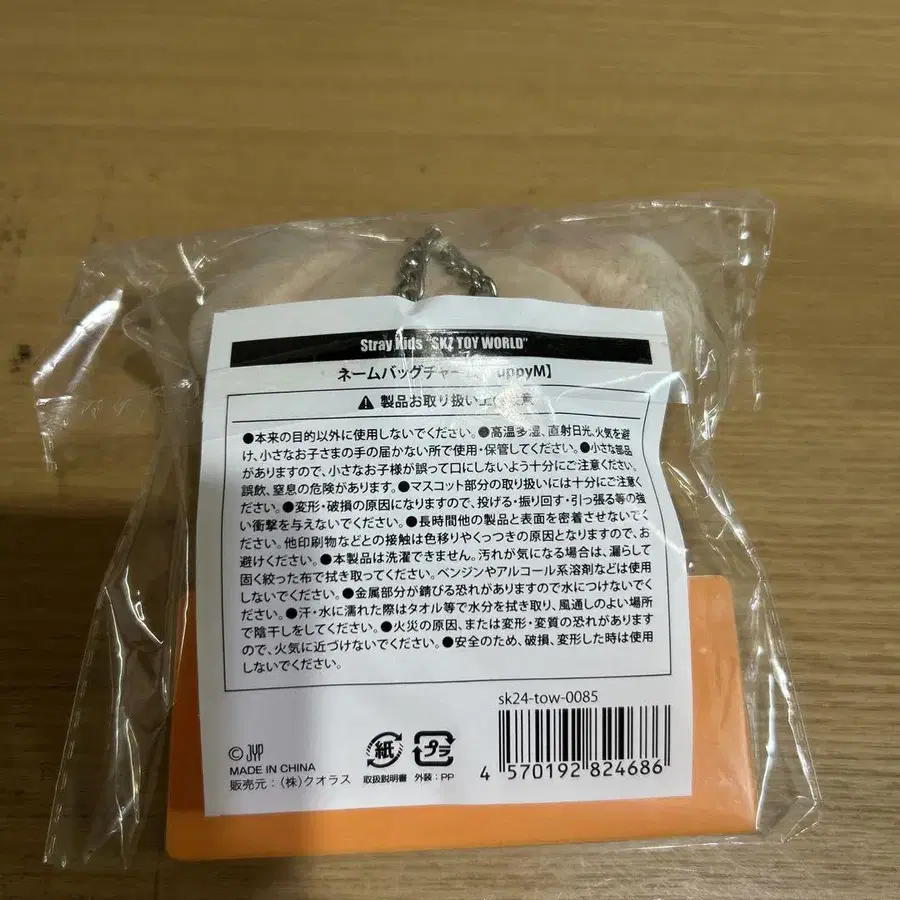 Stray Kids "SKZ TOY WORLD"
ネームバッグチャーム uppyM】
製品お取り扱い上の注意
●本来の目的以外に使用しないでください。●高温多湿、直射日光、火気を避
け、小さなお子さまの手の届かない所で使用・保管してください。●小さな部品
がありますので、小さなお子様が誤って口にしないよう十分にご注意ください。
誤飲、窒息の危険があります。●マスコット部分の取り扱いには十分にご注意く
ださい。●変形・破損の原因になりますので、投げる・振り回す・引っ張る等の強
い衝撃を与えないでください。●長時間他の製品と表面を密着させないでく
ださい。他印刷物などとの接触は色移りやくっつきの原因となりますので、お
避けください。●本製品は洗濯できません。汚れが気になる場合は、濡らして
固く絞った布で拭き取ってください。ベンジンやアルコール系溶剤などは使用
しないでください。●金属部分が錆びる恐れがありますので水につけないでく
ださい。●汗・水に濡れた際はタオル等で水分を拭き取り、風通しのよい場所
で陰干しをしてください。●火災の原因、または変形・変質の恐れがあります
ので、火気に近づけないでください。●安全のため、破損、変形した時は使用
しないでください。
sk24-tow-0085
© JYP
MADE IN CHINA
販売元：（株）クオラス
紙
取扱説明書
プラ
外装：PP
4 570192 824686